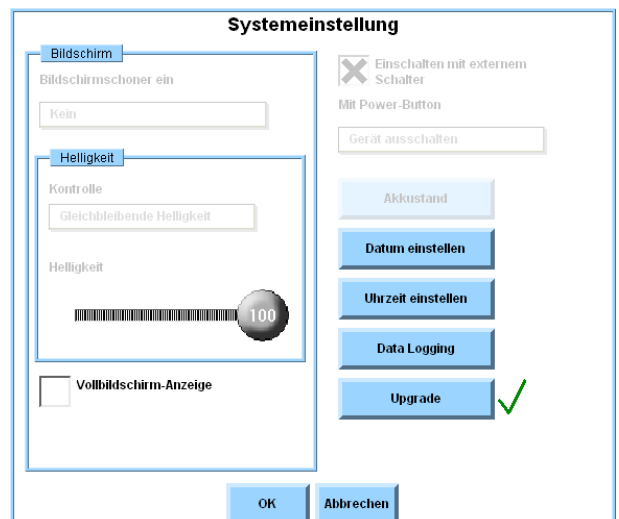 Systemeinstellung
Bildschirm
Bildschirmschoner ein
Kein
Helligkeit
Kontrolle
Gleichbleibende Helligkeit
Helligkeit
100
Vollbildschirm-Anzeige
Einschalten mit externem
Schalter
Mit Power-Button
Gerät ausschalten
Akkustand
Datum einstellen
Uhrzeit einstellen
Data Logging
Upgrade
OK
Abbrechen